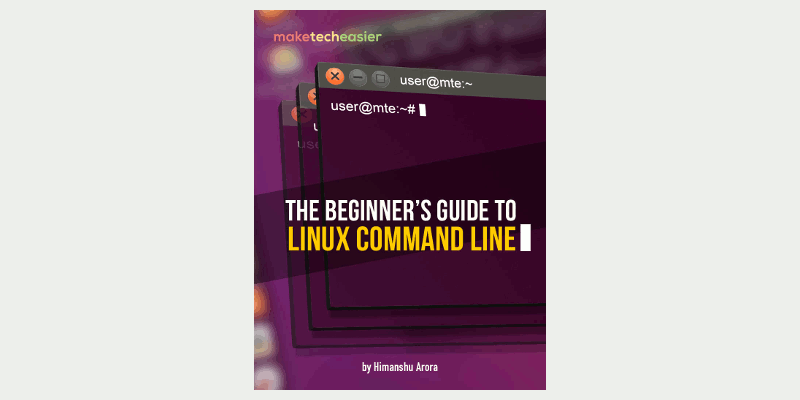 maketecheasier
user@mte:~
user@mte:~#
THE BEGINNER'S GUIDE TO
LINUX COMMAND LINE
by Himanshu Arora